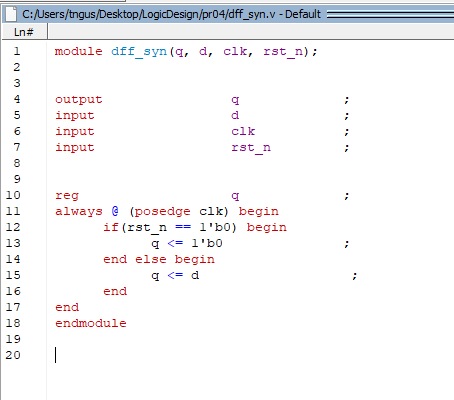 C:/Users/tngus/Desktop/LogicDesign/pr04/dff_syn.v - Default
Ln#
1 module dff_syn(q, d, clk, rst_n);
2
3
4 output q ;
5 input d ;
6 input clk ;
7 input rst_n ;
8
9
10 reg q ;
11 always @ (posedge clk) begin
12 if(rst_n == 1'b0) begin
13 q <= 1'b0 ;
14 end else begin
15 q <= d ;
16 end
17 end
18 endmodule
19
20